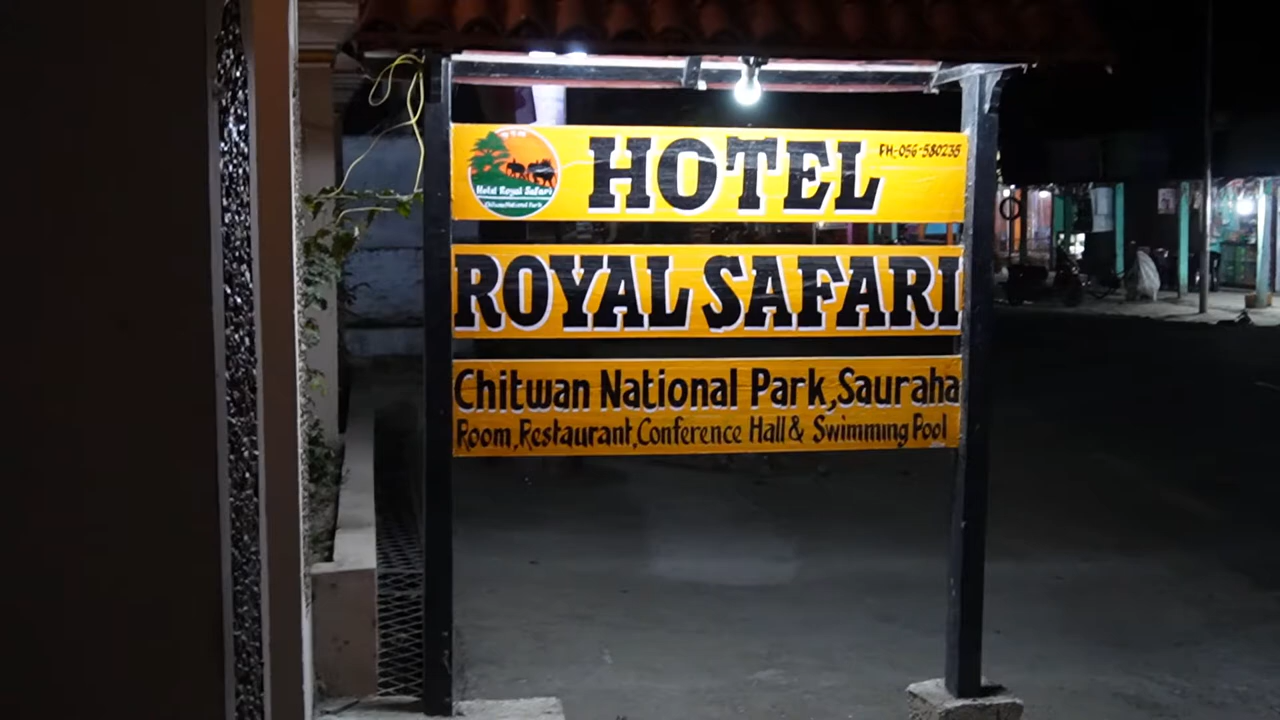 HOTEL
PH:-056-580235
Hotel Royal Safari
Chitwan National Park
ROYAL SAFARI
Chitwan National Park,Sauraha
Room,Restaurant,Conference Hall & Swimming Pool